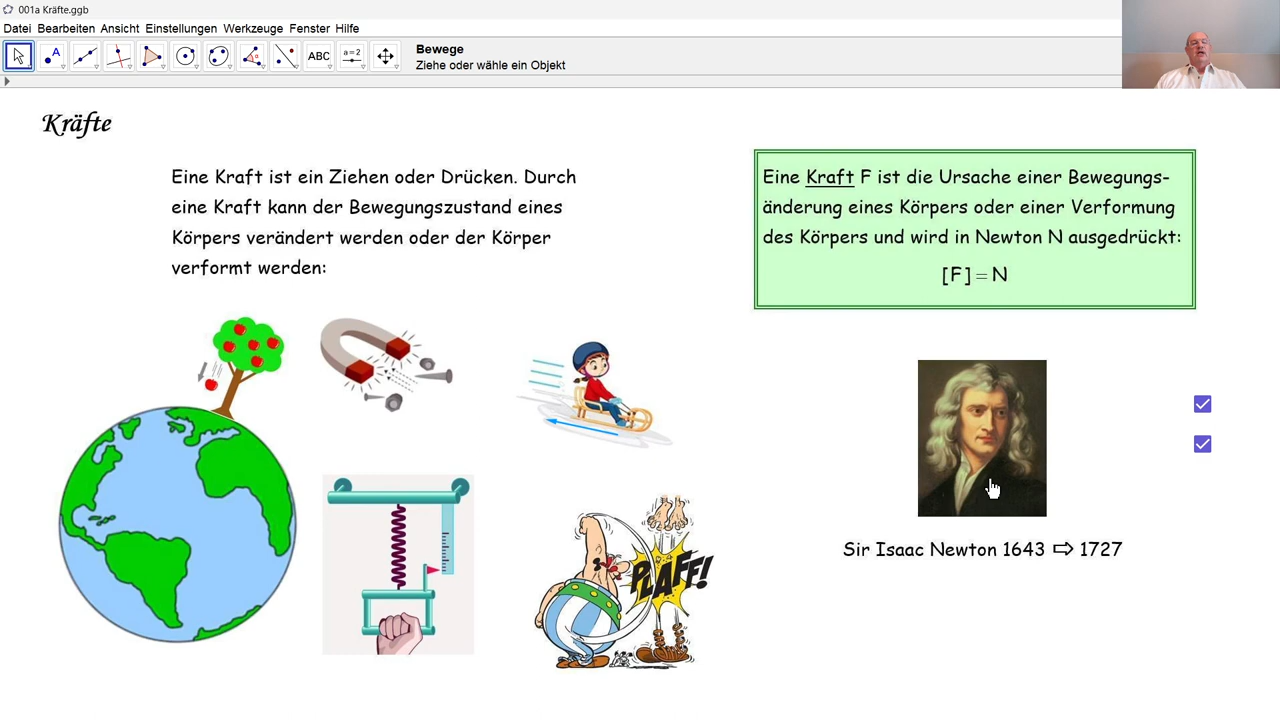 001a Kräfte.ggb
Datei Bearbeiten Ansicht Einstellungen Werkzeuge Fenster Hilfe
A
ABC
a=2
Bewege
Ziehe oder wähle ein Objekt
Kräfte
Eine Kraft ist ein Ziehen oder Drücken. Durch
eine Kraft kann der Bewegungszustand eines
Körpers verändert werden oder der Körper
verformt werden:
Eine Kraft F ist die Ursache einer Bewegungs-
änderung eines Körpers oder einer Verformung
des Körpers und wird in Newton N ausgedrückt:
[F] = N
PLAFF!
Sir Isaac Newton 1643 ⇨ 1727